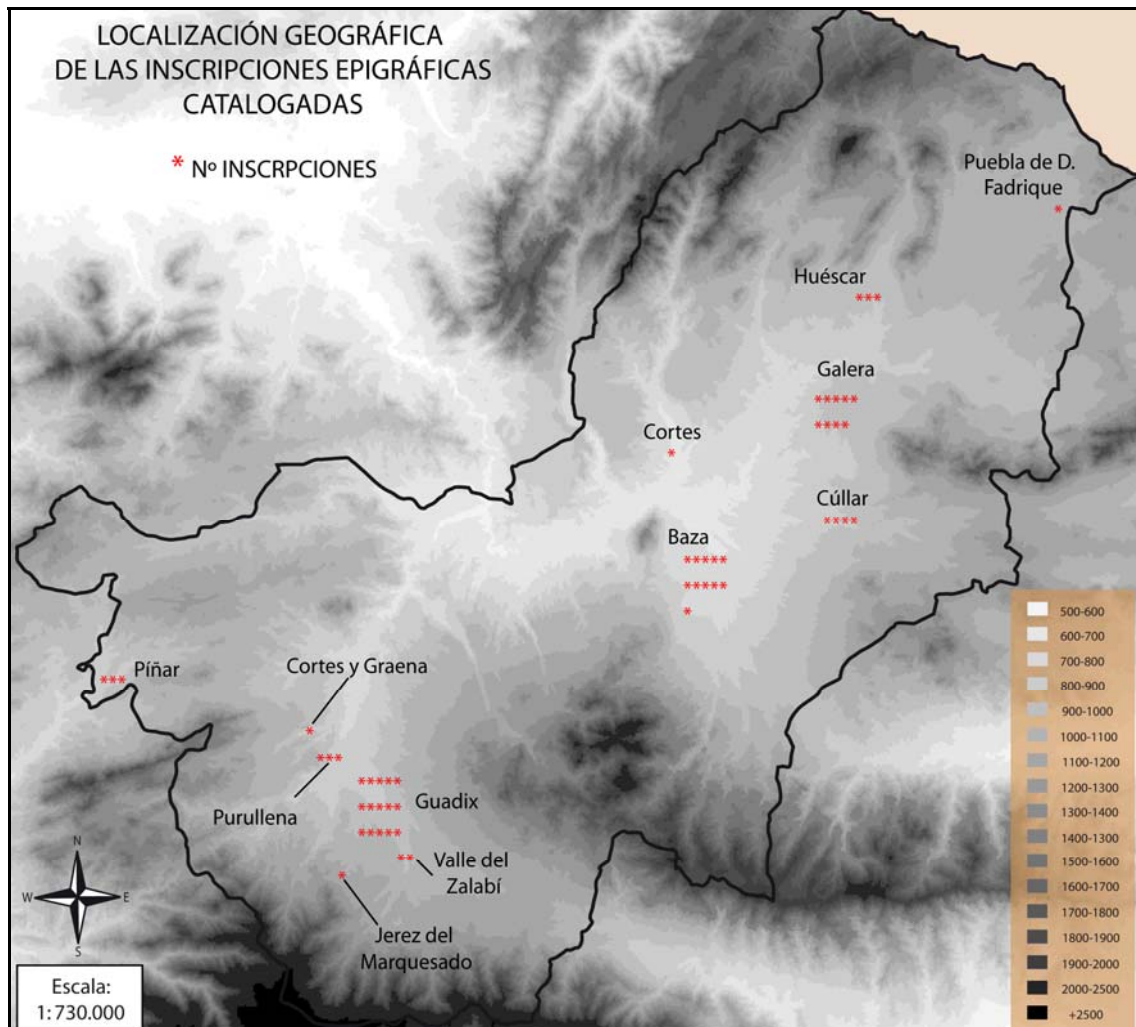 LOCALIZACIÓN GEOGRÁFICA
DE LAS INSCRIPCIONES EPIGRÁFICAS
CATALOGADAS
* Nº INSCRPCIONES
Puebla de D.
Fadrique
*
Huéscar
***
Galera
*****
****
Cortes
*
Cúllar
****
Baza
*****
*****
*
Píñar
***
Cortes y Graena
*
***
Purullena
*****
*****
*****
Guadix
**
Valle del
Zalabí
*
Jerez del
Marquesado
N
W
E
S
Escala:
1:730.000
500-600
600-700
700-800
800-900
900-1000
1000-1100
1100-1200
1200-1300
1300-1400
1400-1300
1500-1600
1600-1700
1700-1800
1800-1900
1900-2000
2000-2500
+2500